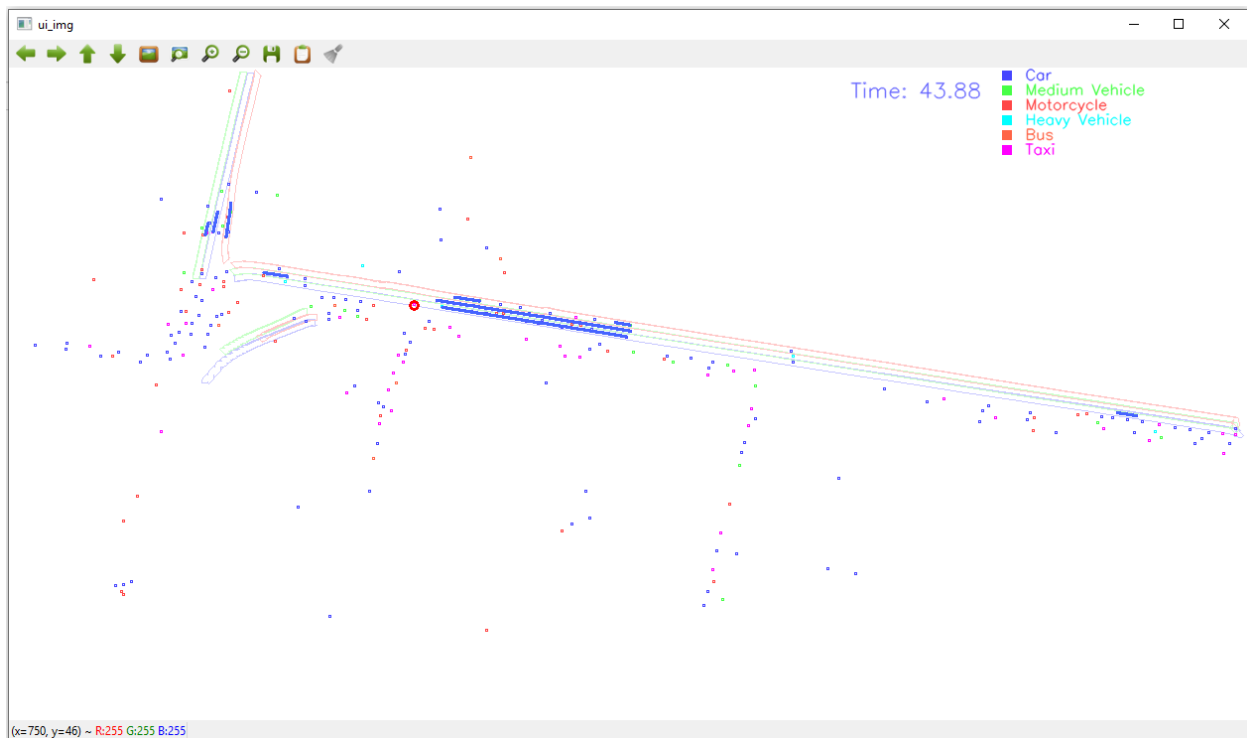 ui_img
Time: 43.88
Car
Medium Vehicle
Motorcycle
Heavy Vehicle
Bus
Taxi
(x=750, y=46) ~ R:255 G:255 B:255